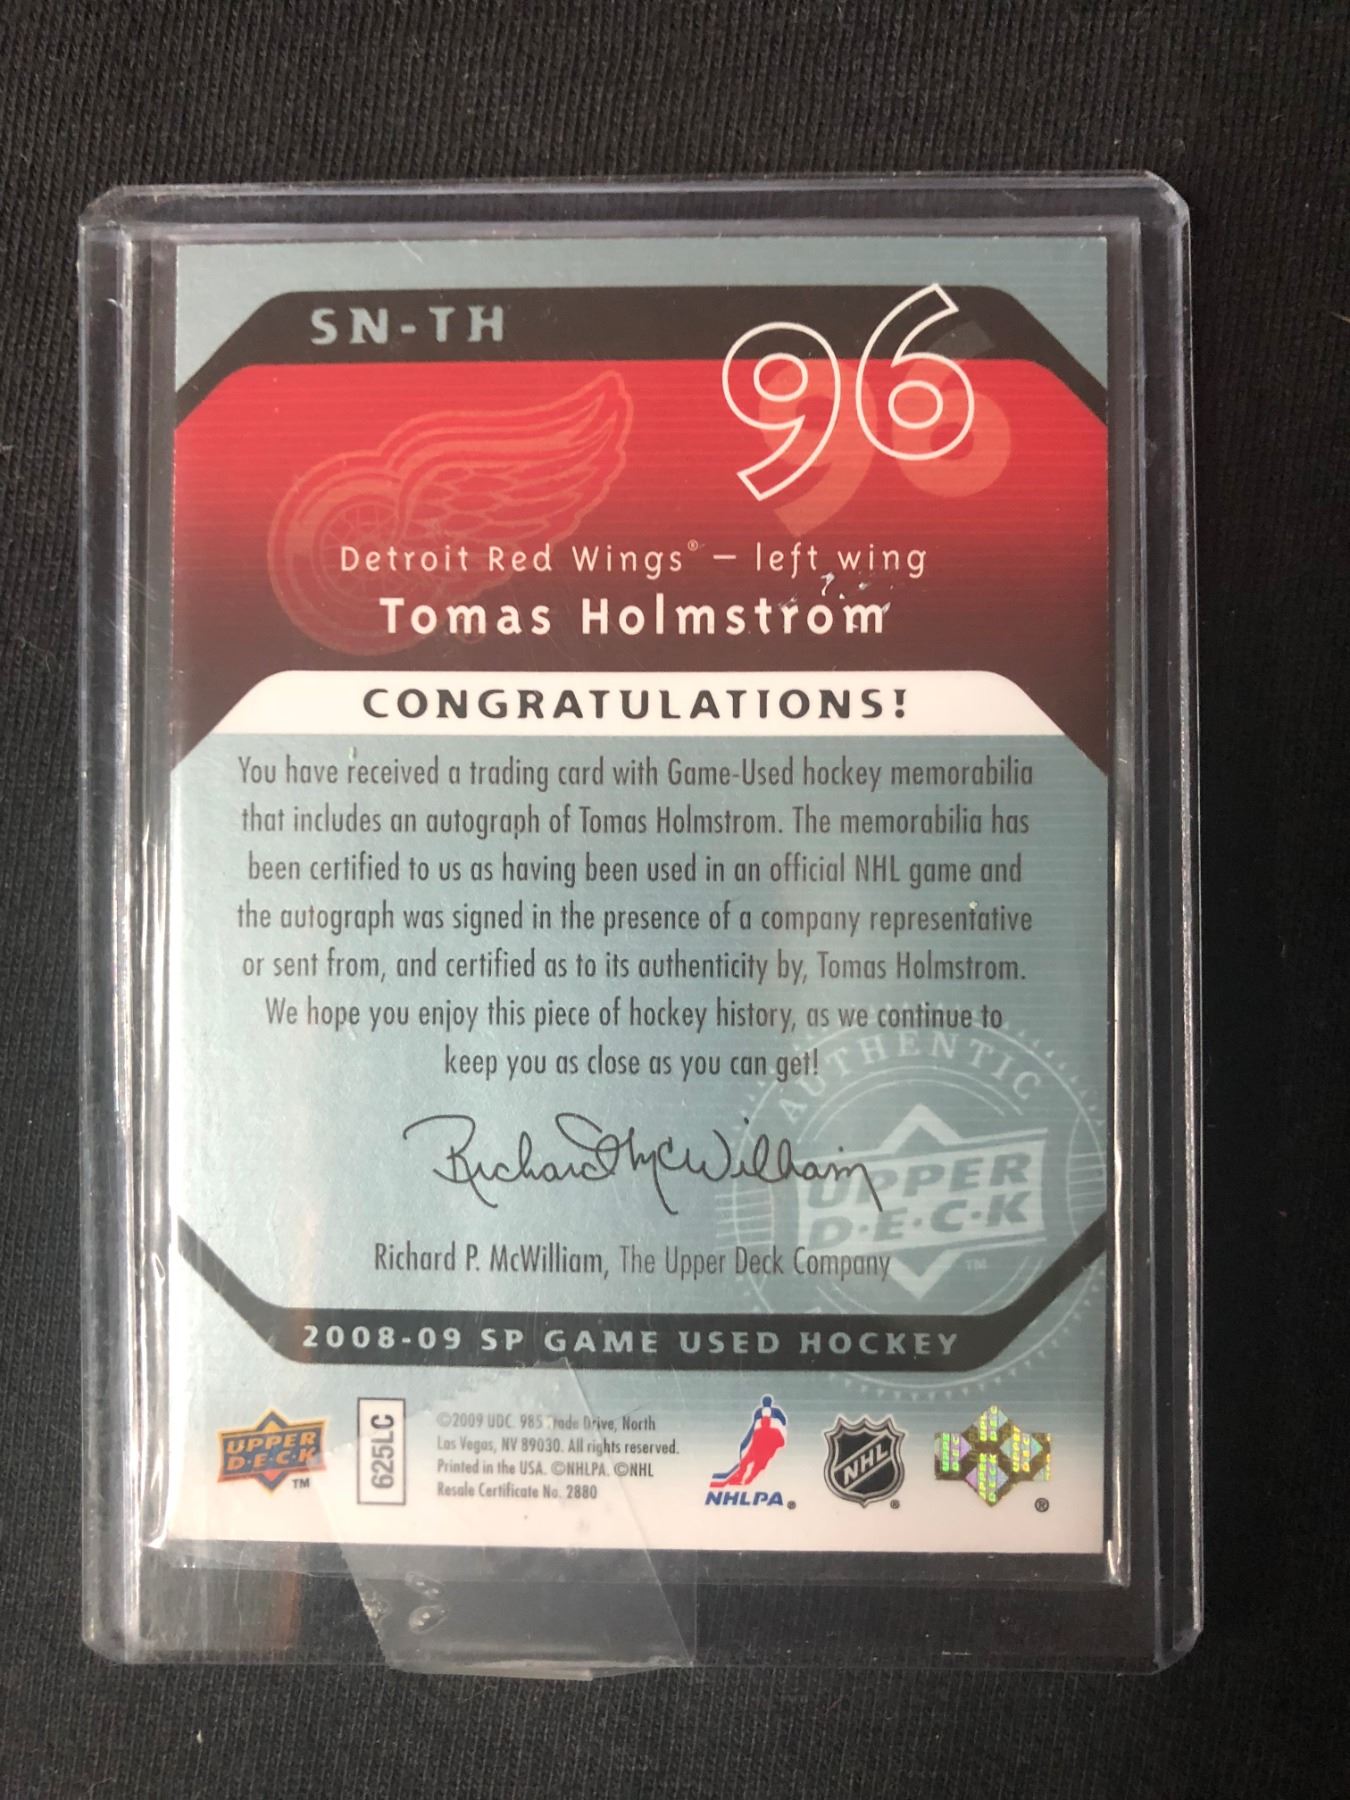 SN-TH
96
Detroit Red Wings® – left wing
Tomas Holmstrom
CONGRATULATIONS!
You have received a trading card with Game-Used hockey memorabilia
that includes an autograph of Tomas Holmstrom. The memorabilia has
been certified to us as having been used in an official NHL game and
the autograph was signed in the presence of a company representative
or sent from, and certified as to its authenticity by, Tomas Holmstrom.
We hope you enjoy this piece of hockey history, as we continue to
keep you as close as you can get!
AUTHENTIC
UPPER
D·E·C·K
TM
Richard McWilliam
Richard P. McWilliam, The Upper Deck Company
2008-09 SP GAME USED HOCKEY
UPPER
D·E·C·K
TM
625LC
©2009 UDC. 985 Trade Drive, North
Las Vegas, NV 89030. All rights reserved.
Printed in the USA. ©NHLPA. ©NHL
Resale Certificate No. 2880
NHLPA®
NHL®
UPPER DECK
®